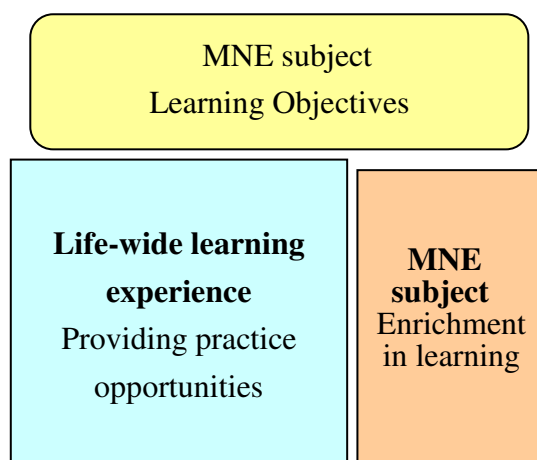 MNE subject
Learning Objectives
Life-wide learning
experience
Providing practice
opportunities
MNE
subject
Enrichment
in learning